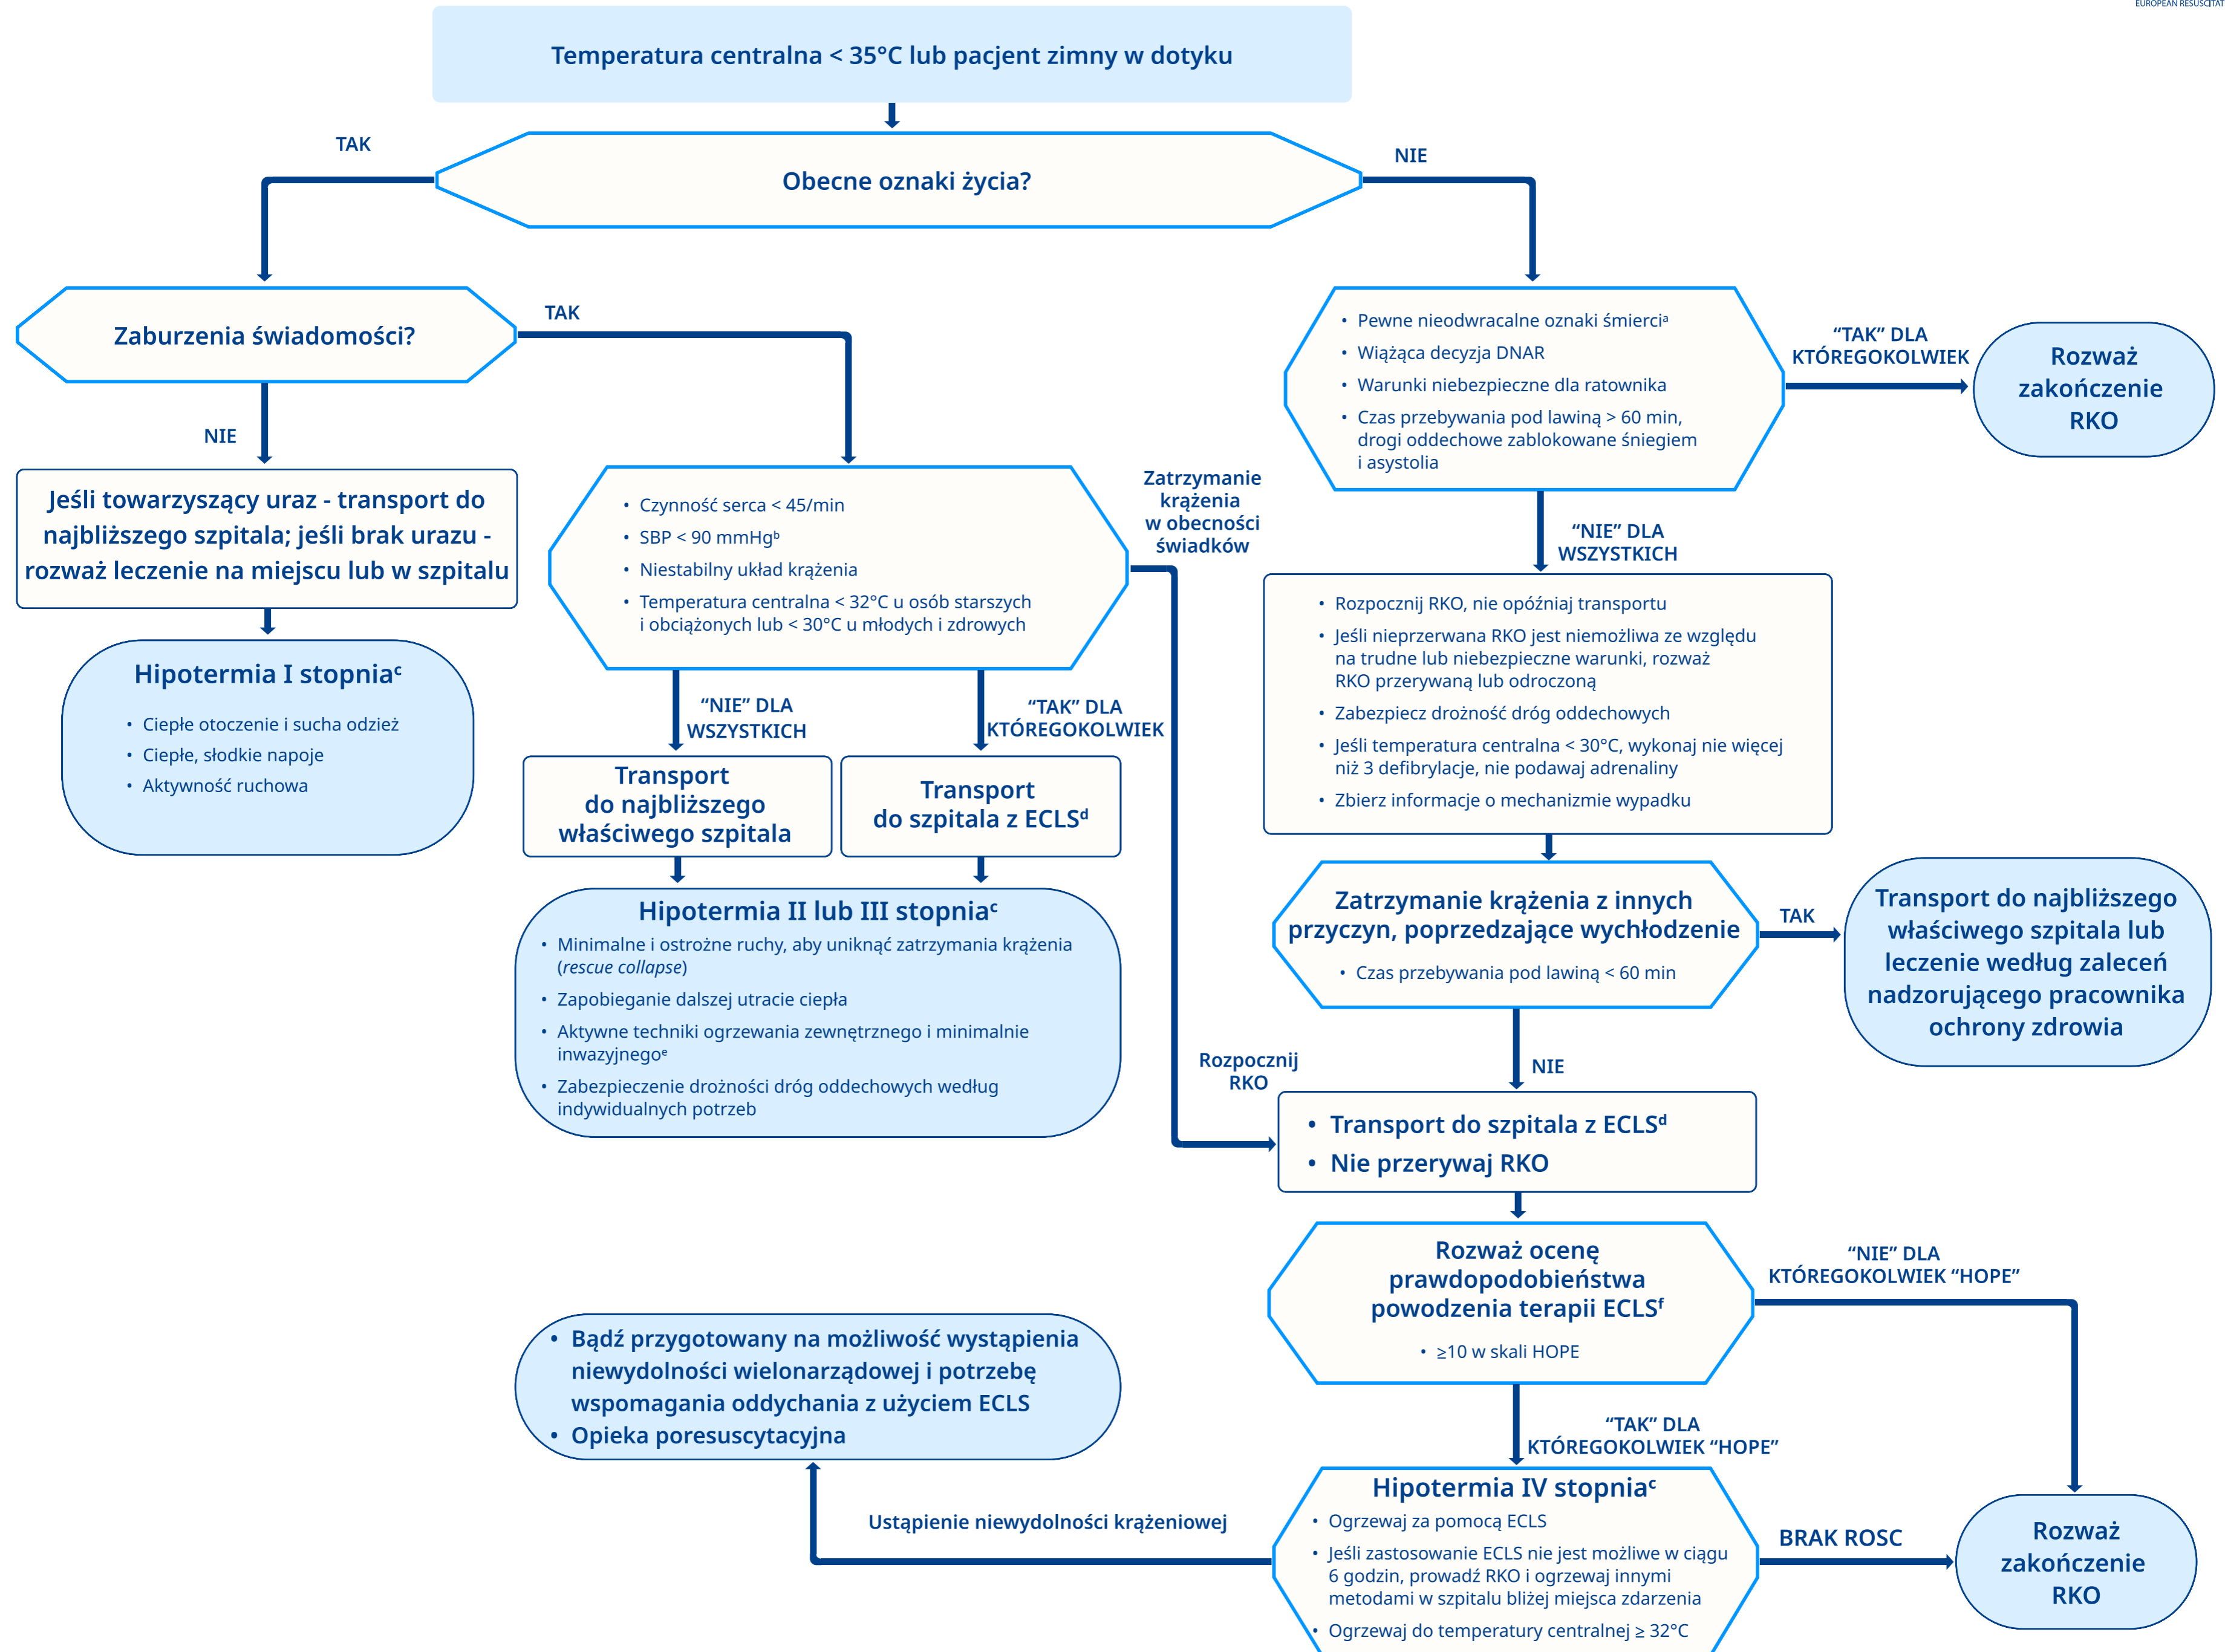 EUROPEAN RESUSCITAT
Temperatura centralna < 35°C lub pacjent zimny w dotyku
TAK
Obecne oznaki życia?
NIE
Zaburzenia świadomości?
TAK
NIE
Jeśli towarzyszący uraz - transport do
najbliższego szpitala; jeśli brak urazu -
rozważ leczenie na miejscu lub w szpitalu
Hipotermia I stopniaᶜ
• Ciepłe otoczenie i sucha odzież
• Ciepłe, słodkie napoje
• Aktywność ruchowa
• Czynność serca < 45/min
• SBP < 90 mmHgᵇ
• Niestabilny układ krążenia
• Temperatura centralna < 32°C u osób starszych
i obciążonych lub < 30°C u młodych i zdrowych
“NIE” DLA
WSZYSTKICH
“TAK” DLA
KTÓREGOKOLWIEK
Transport
do najbliższego
właściwego szpitala
Transport
do szpitala z ECLSᵈ
Hipotermia II lub III stopniaᶜ
• Minimalne i ostrożne ruchy, aby uniknąć zatrzymania krążenia
(rescue collapse)
• Zapobieganie dalszej utracie ciepła
• Aktywne techniki ogrzewania zewnętrznego i minimalnie
inwazyjnegoᵉ
• Zabezpieczenie drożności dróg oddechowych według
indywidualnych potrzeb
Zatrzymanie
krążenia
w obecności
świadków
Rozpocznij
RKO
• Pewne nieodwracalne oznaki śmierciᵃ
• Wiążąca decyzja DNAR
• Warunki niebezpieczne dla ratownika
• Czas przebywania pod lawiną > 60 min,
drogi oddechowe zablokowane śniegiem
i asystolia
“TAK” DLA
KTÓREGOKOLWIEK
Rozważ
zakończenie
RKO
“NIE” DLA
WSZYSTKICH
• Rozpocznij RKO, nie opóźniaj transportu
• Jeśli nieprzerwana RKO jest niemożliwa ze względu
na trudne lub niebezpieczne warunki, rozważ
RKO przerywaną lub odroczoną
• Zabezpiecz drożność dróg oddechowych
• Jeśli temperatura centralna < 30°C, wykonaj nie więcej
niż 3 defibrylacje, nie podawaj adrenaliny
• Zbierz informacje o mechanizmie wypadku
Zatrzymanie krążenia z innych
przyczyn, poprzedzające wychłodzenie
• Czas przebywania pod lawiną < 60 min
TAK
Transport do najbliższego
właściwego szpitala lub
leczenie według zaleceń
nadzorującego pracownika
ochrony zdrowia
NIE
• Transport do szpitala z ECLSᵈ
• Nie przerywaj RKO
Rozważ ocenę
prawdopodobieństwa
powodzenia terapii ECLSᶠ
• ≥10 w skali HOPE
“NIE” DLA
KTÓREGOKOLWIEK “HOPE”
“TAK” DLA
KTÓREGOKOLWIEK “HOPE”
Hipotermia IV stopniaᶜ
• Ogrzewaj za pomocą ECLS
• Jeśli zastosowanie ECLS nie jest możliwe w ciągu
6 godzin, prowadź RKO i ogrzewaj innymi
metodami w szpitalu bliżej miejsca zdarzenia
• Ogrzewaj do temperatury centralnej ≥ 32°C
BRAK ROSC
Rozważ
zakończenie
RKO
Ustąpienie niewydolności krążeniowej
• Bądź przygotowany na możliwość wystąpienia
niewydolności wielonarządowej i potrzebę
wspomagania oddychania z użyciem ECLS
• Opieka poresuscytacyjna